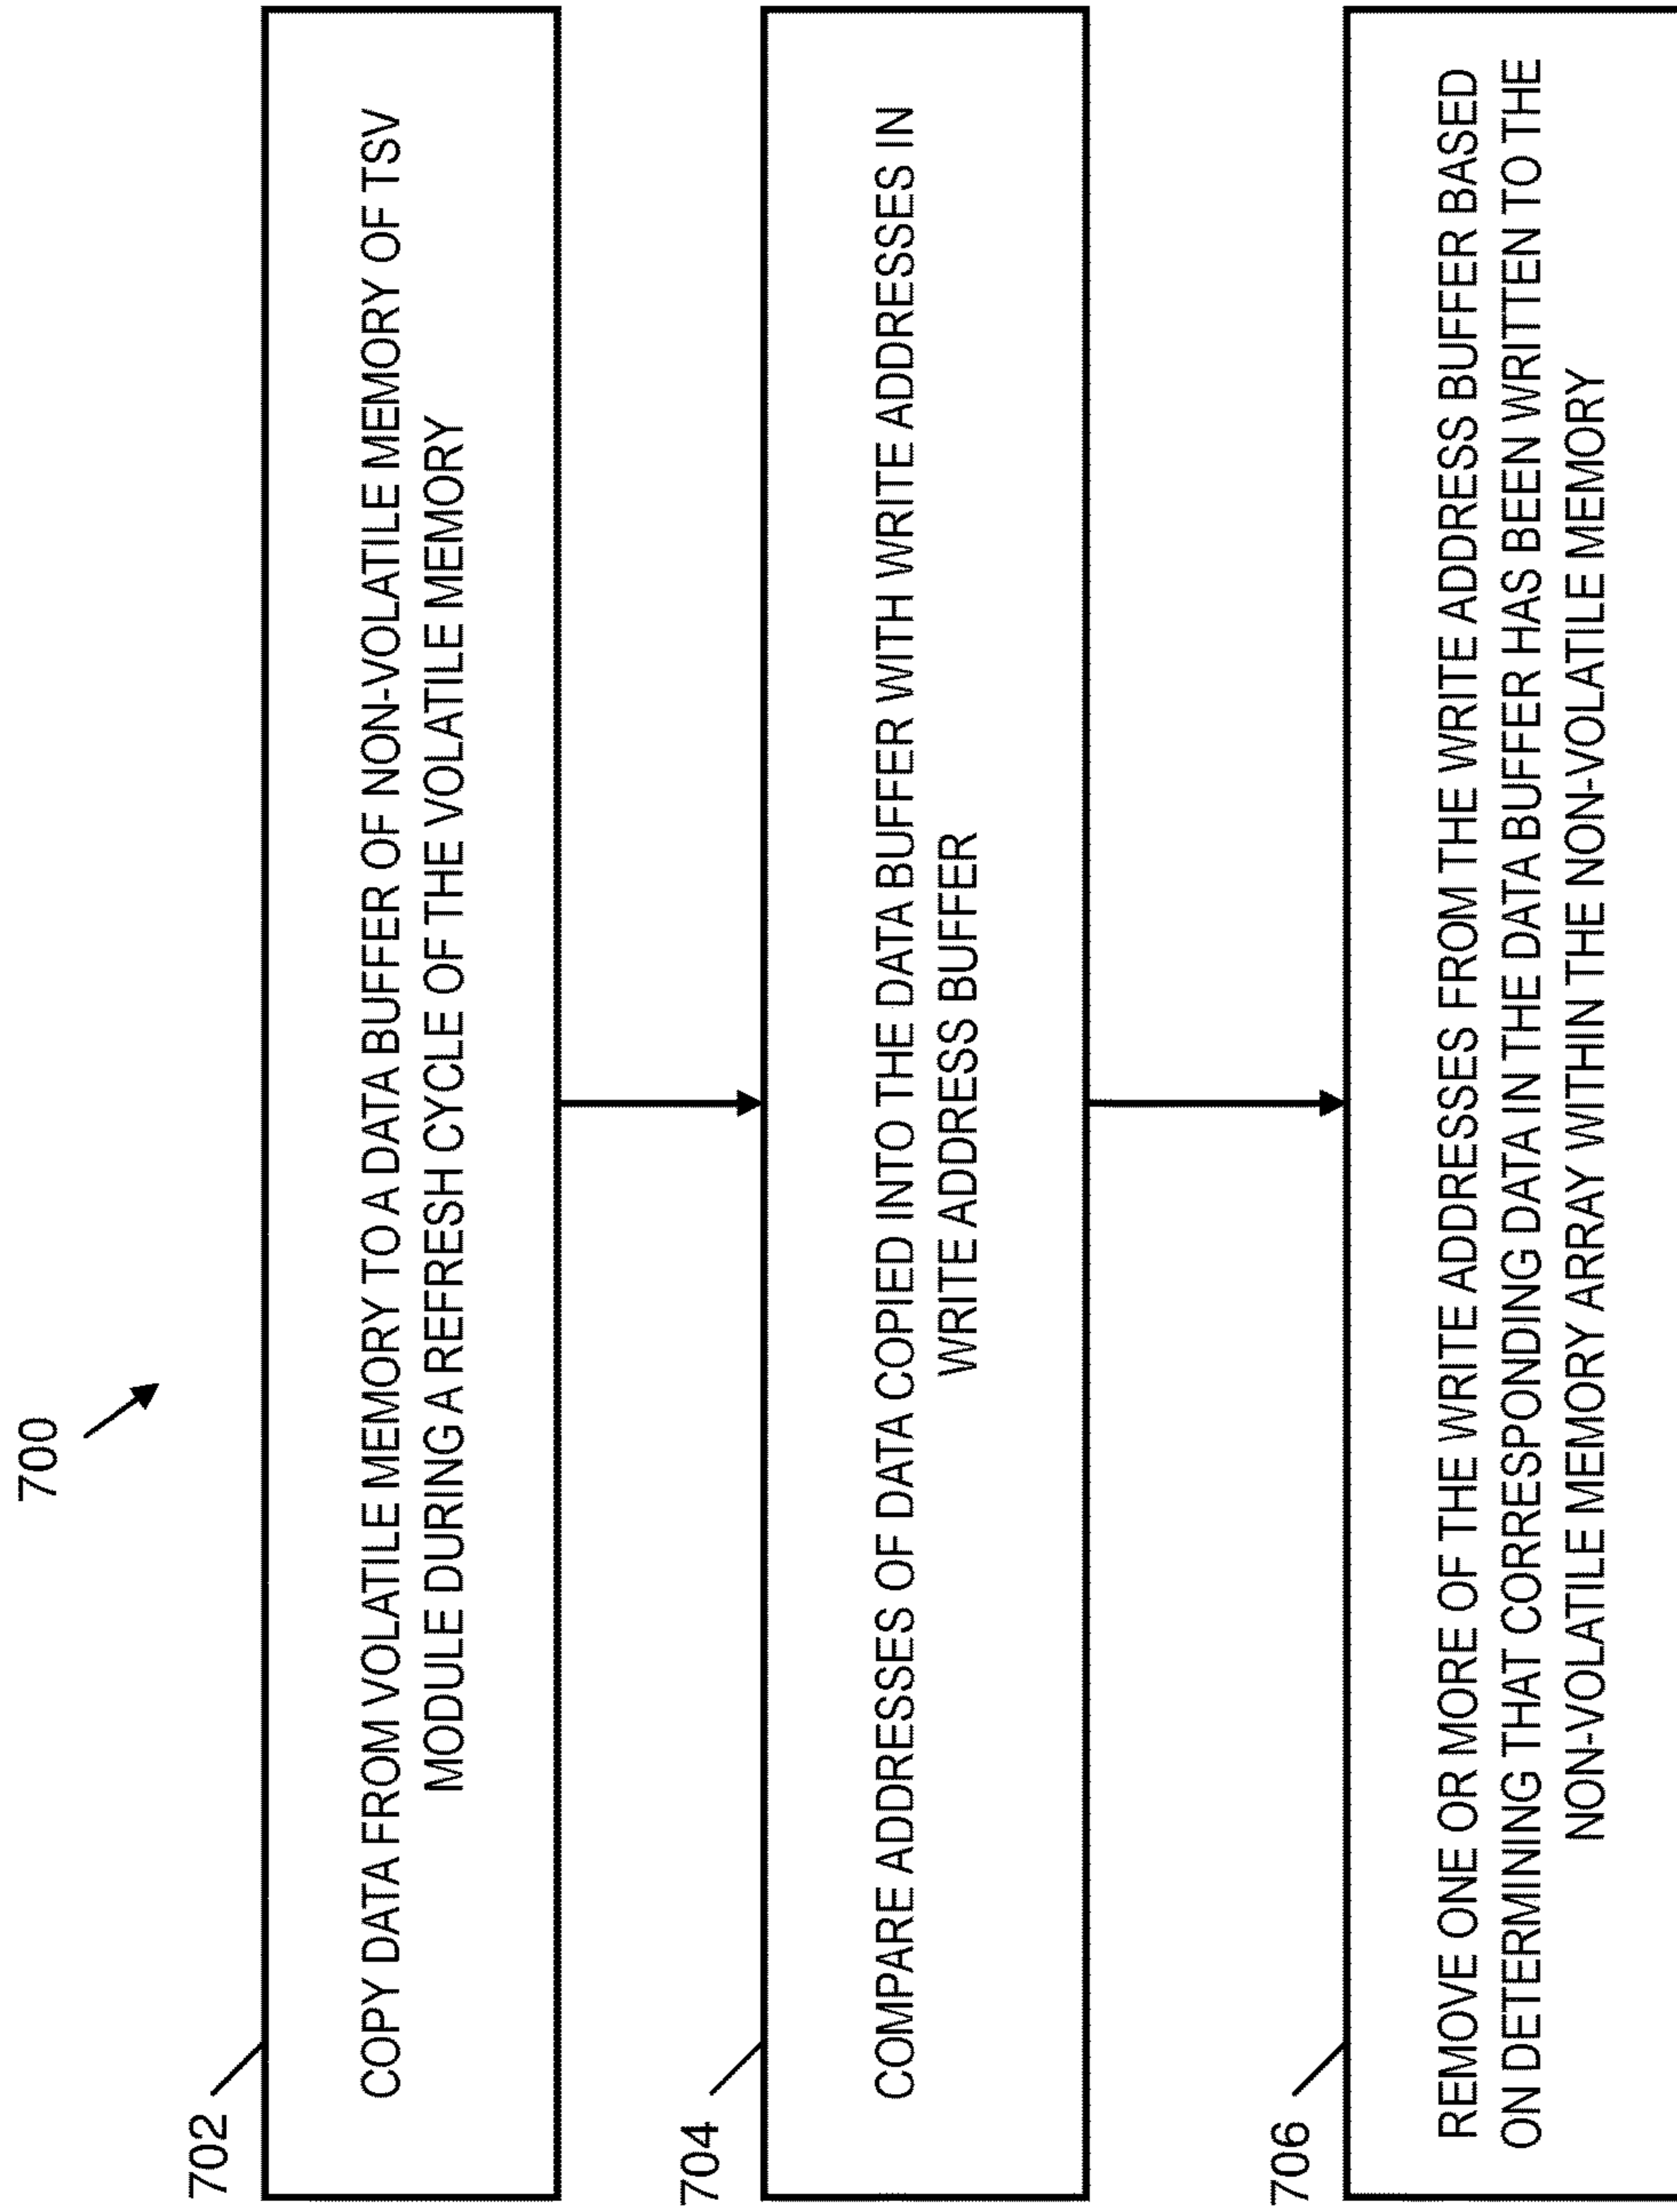 700
702
COPY DATA FROM VOLATILE MEMORY TO A DATA BUFFER OF NON-VOLATILE MEMORY OF TSV
MODULE DURING A REFRESH CYCLE OF THE VOLATILE MEMORY
704
COMPARE ADDRESSES OF DATA COPIED INTO THE DATA BUFFER WITH WRITE ADDRESSES IN
WRITE ADDRESS BUFFER
706
REMOVE ONE OR MORE OF THE WRITE ADDRESSES FROM THE WRITE ADDRESS BUFFER BASED
ON DETERMINING THAT CORRESPONDING DATA IN THE DATA BUFFER HAS BEEN WRITTEN TO THE
NON-VOLATILE MEMORY ARRAY WITHIN THE NON-VOLATILE MEMORY